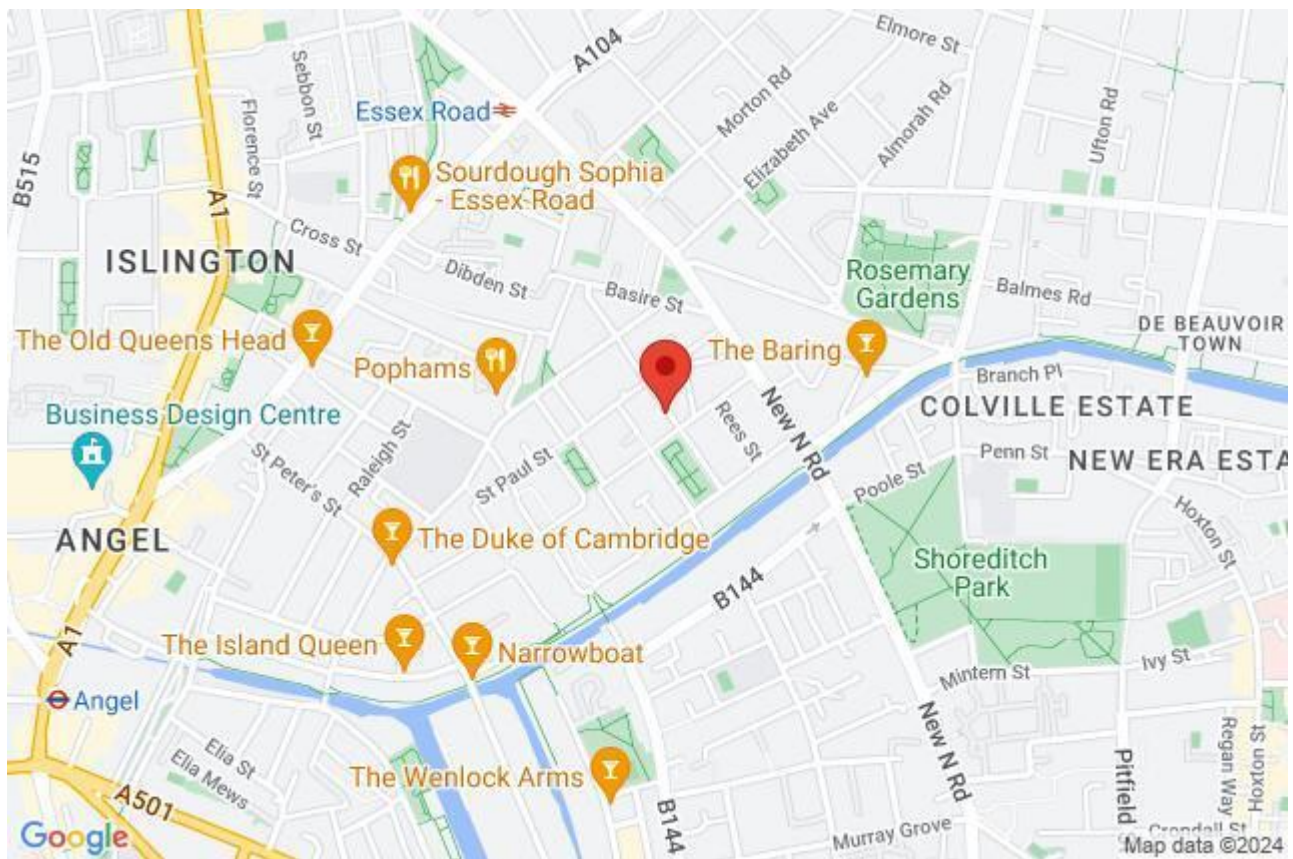 Elmore St
A104
Sebbon St
Florence St
Essex Road
Morton Rd
Elizabeth Ave
Almorah Rd
Ufton Rd
B515
A1
Sourdough Sophia
- Essex Road
Cross St
ISLINGTON
Dibden St
Basire St
Rosemary
Gardens
Balmes Rd
DE BEAUVOIR
TOWN
The Old Queens Head
Pophams
The Baring
Branch Pl
COLVILLE ESTATE
Business Design Centre
Raleigh St
St Peter's St
St Paul St
Rees St
New N Rd
Penn St
NEW ERA ESTA
Poole St
Hoxton St
ANGEL
The Duke of Cambridge
Shoreditch
Park
B144
A1
The Island Queen
Narrowboat
Mintern St
Ivy St
Angel
Elia St
Elia Mews
New N Rd
Pitfield
Regan Way
Hoxton St
The Wenlock Arms
A501
B144
Murray Grove
Crondall St
Google
Map data ©2024